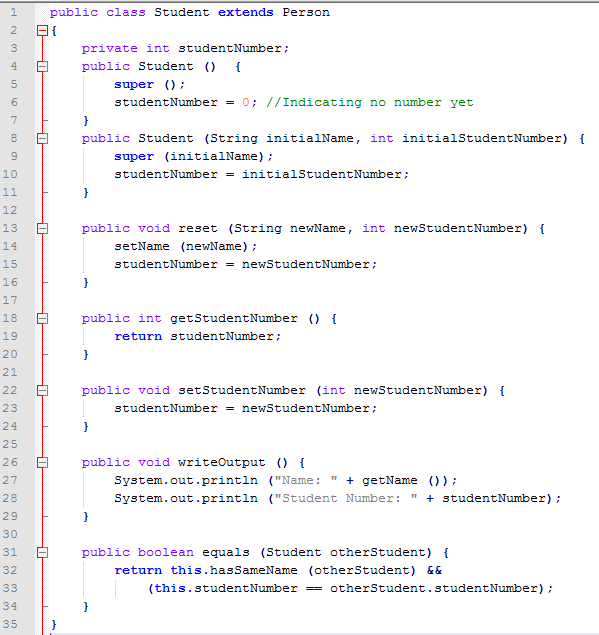 1 public class Student extends Person
2 {
3 private int studentNumber;
4 public Student () {
5 super ();
6 studentNumber = 0; //Indicating no number yet
7 }
8 public Student (String initialName, int initialStudentNumber) {
9 super (initialName);
10 studentNumber = initialStudentNumber;
11 }
12
13 public void reset (String newName, int newStudentNumber) {
14 setName (newName);
15 studentNumber = newStudentNumber;
16 }
17
18 public int getStudentNumber () {
19 return studentNumber;
20 }
21
22 public void setStudentNumber (int newStudentNumber) {
23 studentNumber = newStudentNumber;
24 }
25
26 public void writeOutput () {
27 System.out.println ("Name: " + getName ());
28 System.out.println ("Student Number: " + studentNumber);
29 }
30
31 public boolean equals (Student otherStudent) {
32 return this.hasSameName (otherStudent) &&
33 (this.studentNumber == otherStudent.studentNumber);
34 }
35 }